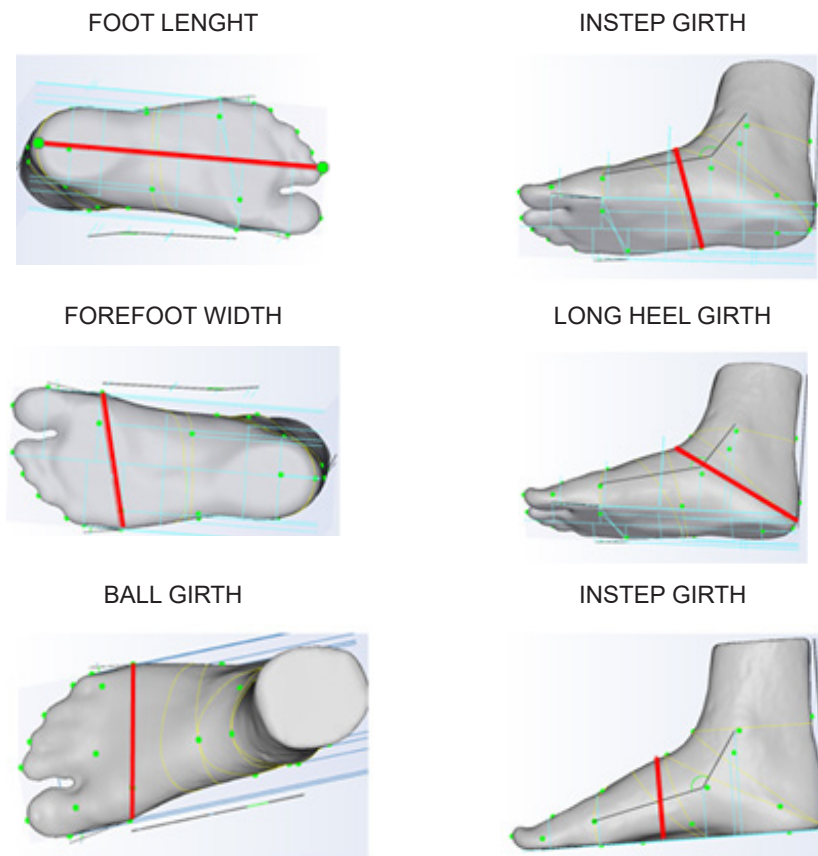 FOOT LENGHT
INSTEP GIRTH
FOREFOOT WIDTH
LONG HEEL GIRTH
BALL GIRTH
INSTEP GIRTH